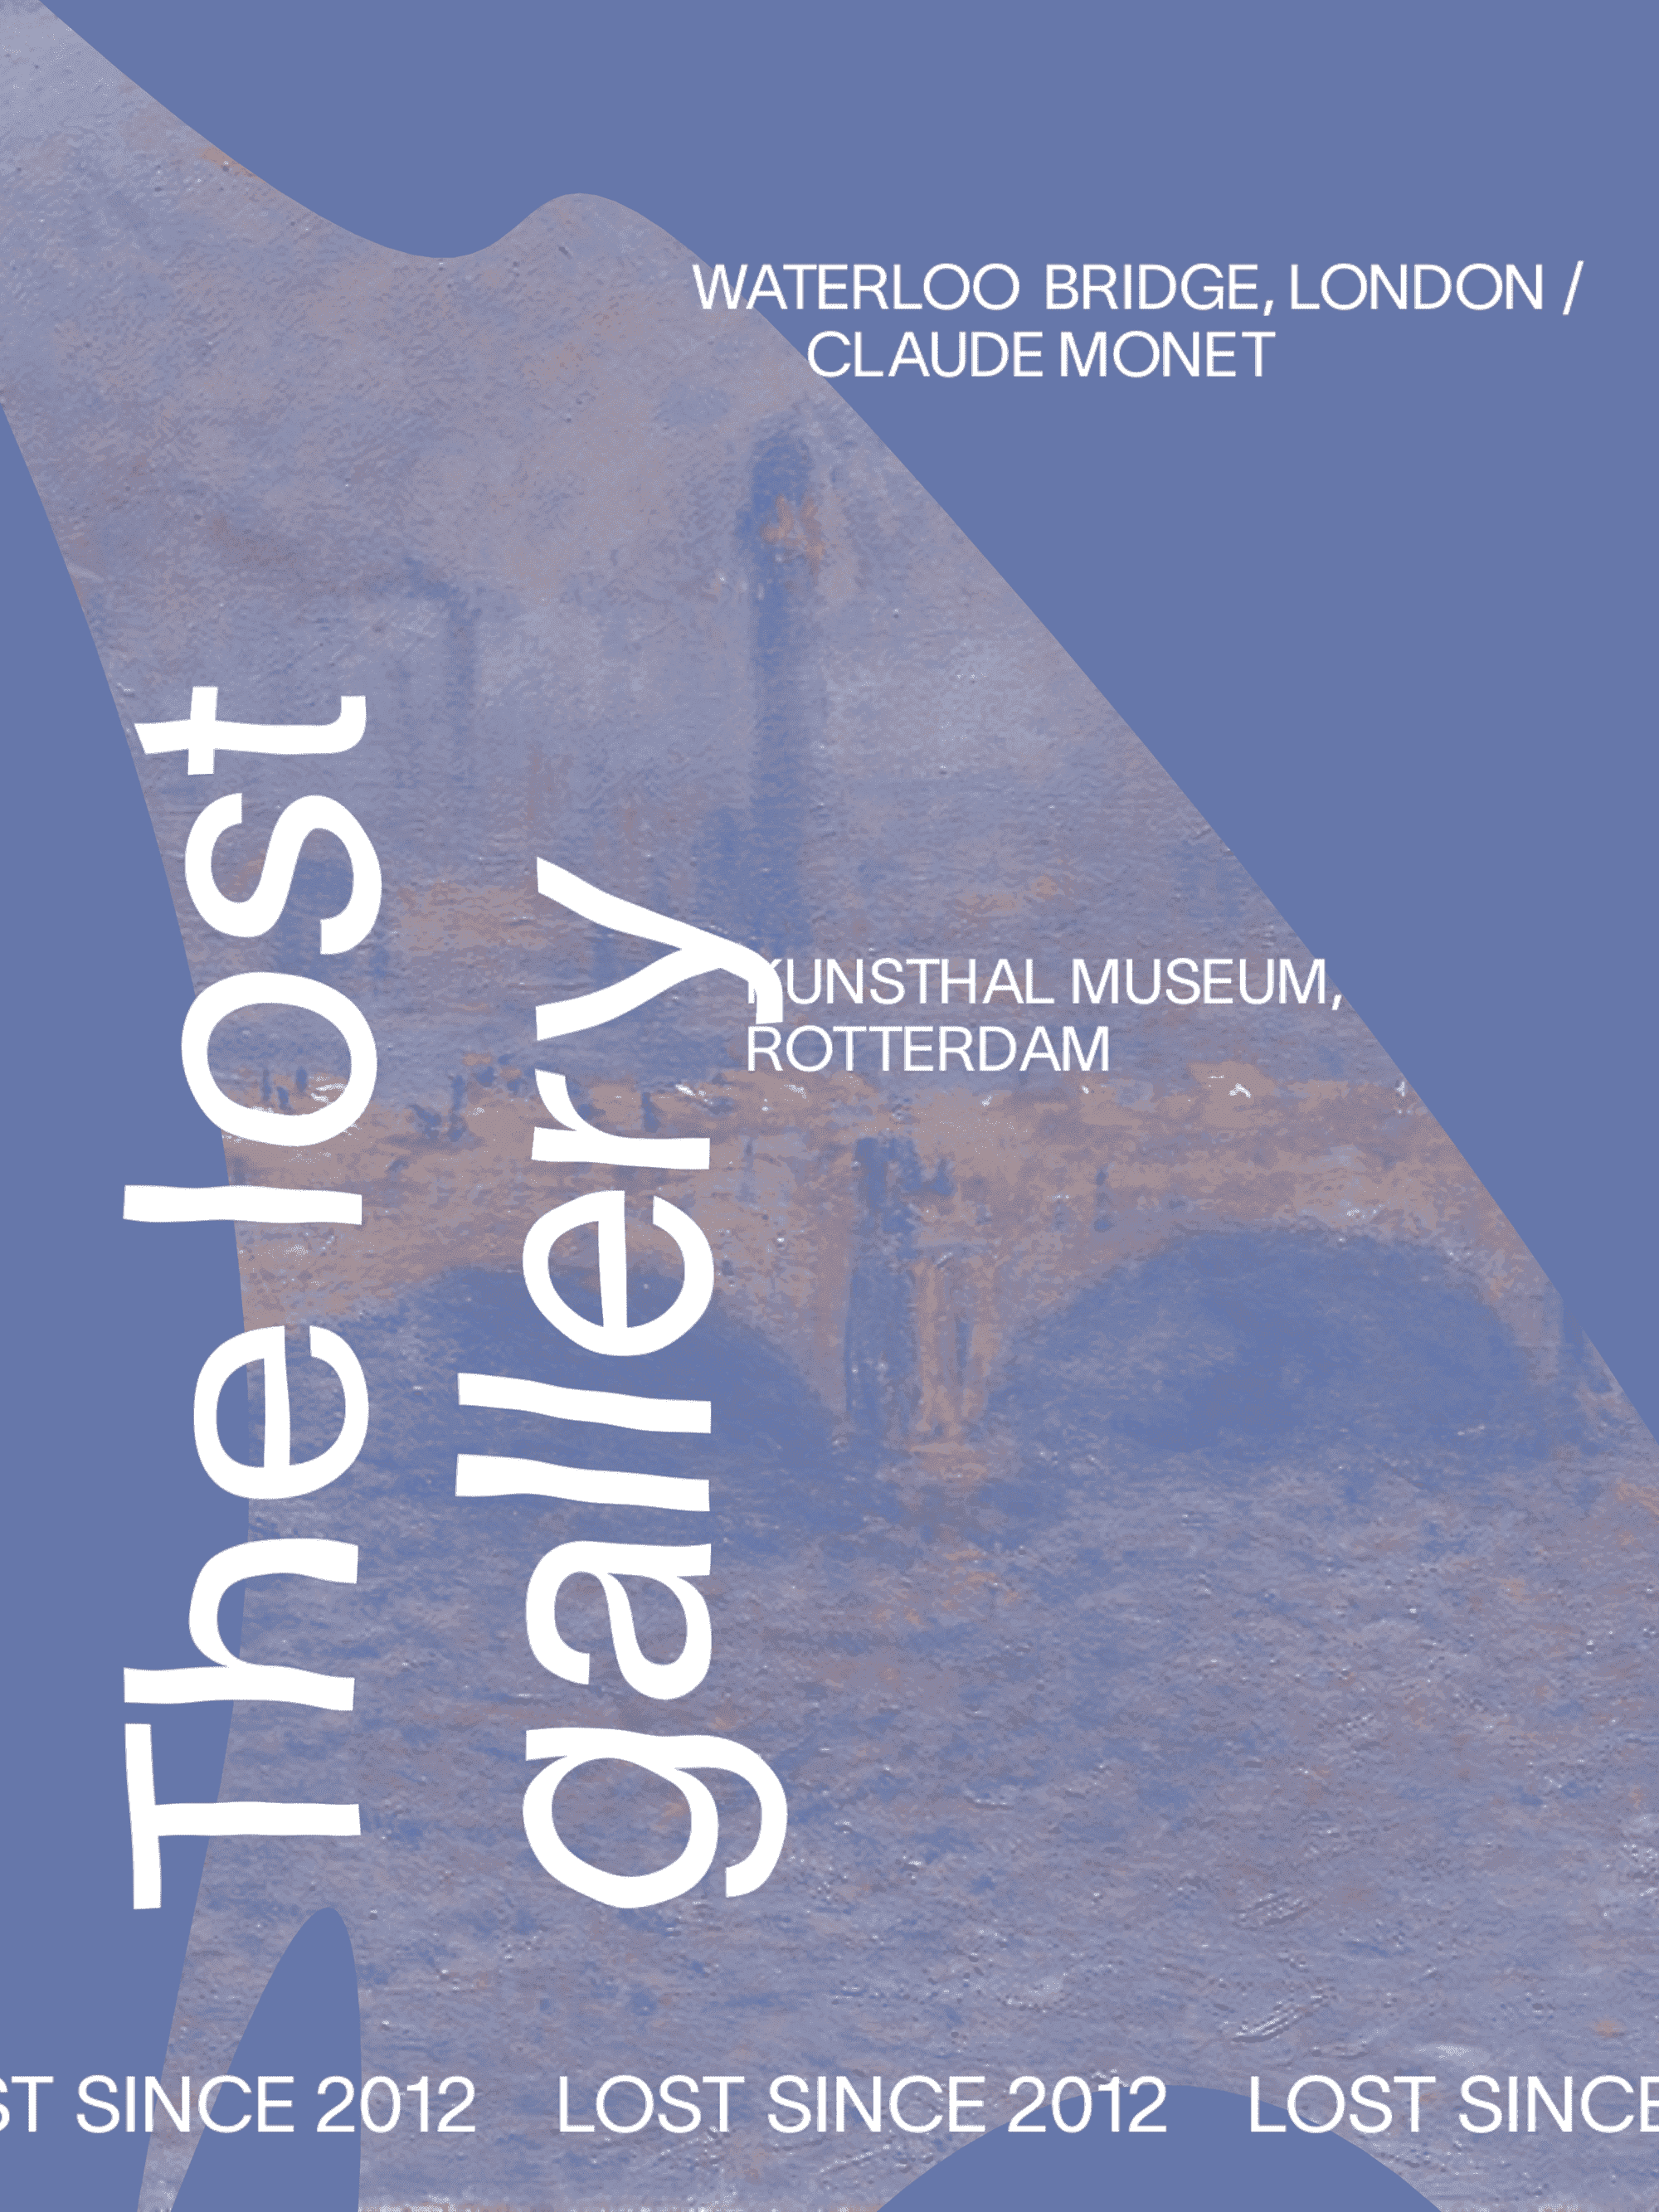 WATERLOO BRIDGE, LONDON /
CLAUDE MONET
The lost
gallery
KUNSTHAL MUSEUM,
ROTTERDAM
ST SINCE 2012 LOST SINCE 2012 LOST SINCE